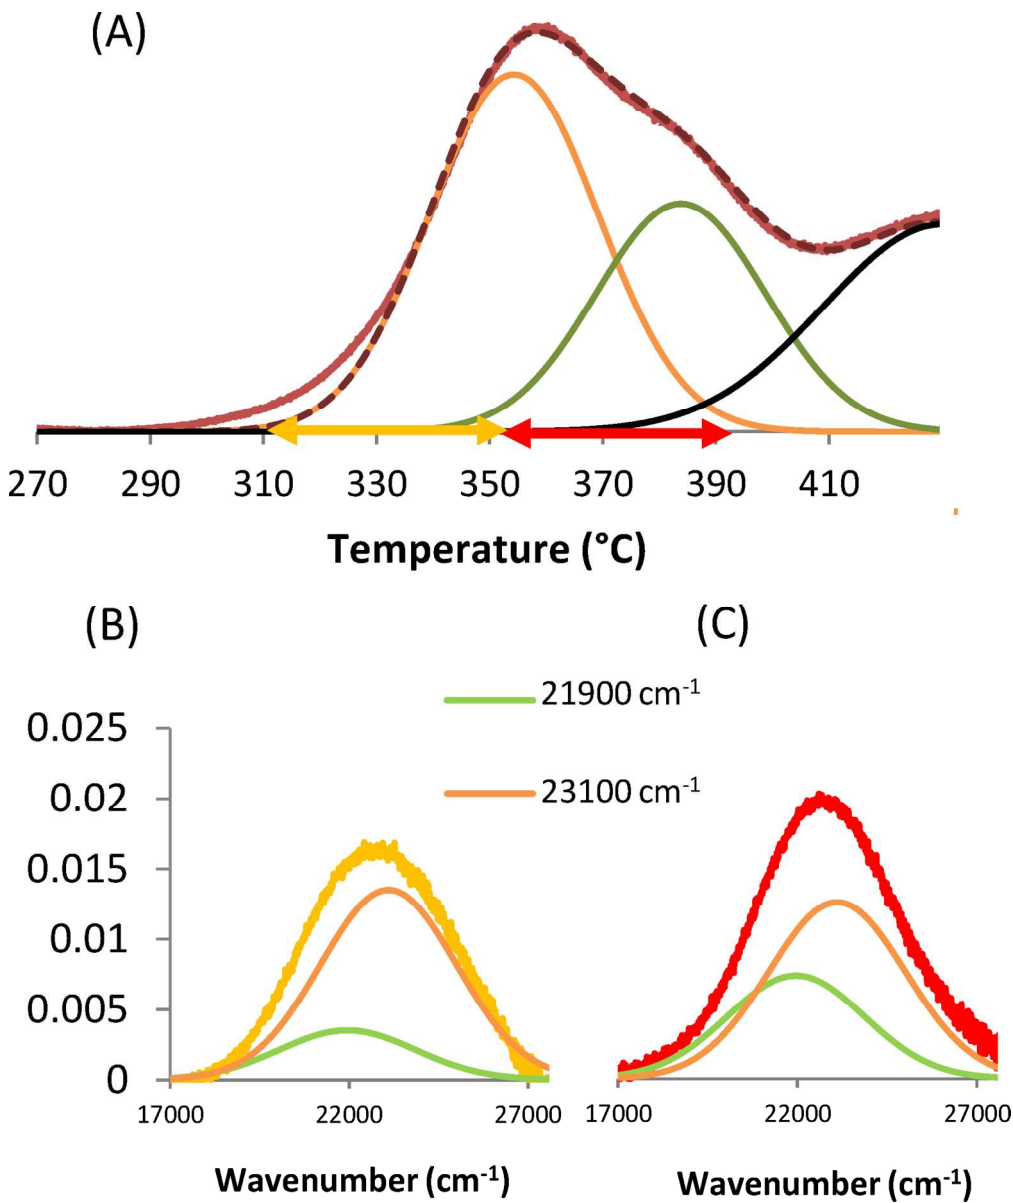 (A)
270 290 310 330 350 370 390 410
Temperature (°C)
(B)
(C)
21900 cm⁻¹
23100 cm⁻¹
0.025
0.02
0.015
0.01
0.005
0
17000 22000 27000
17000 22000 27000
Wavenumber (cm⁻¹)
Wavenumber (cm⁻¹)